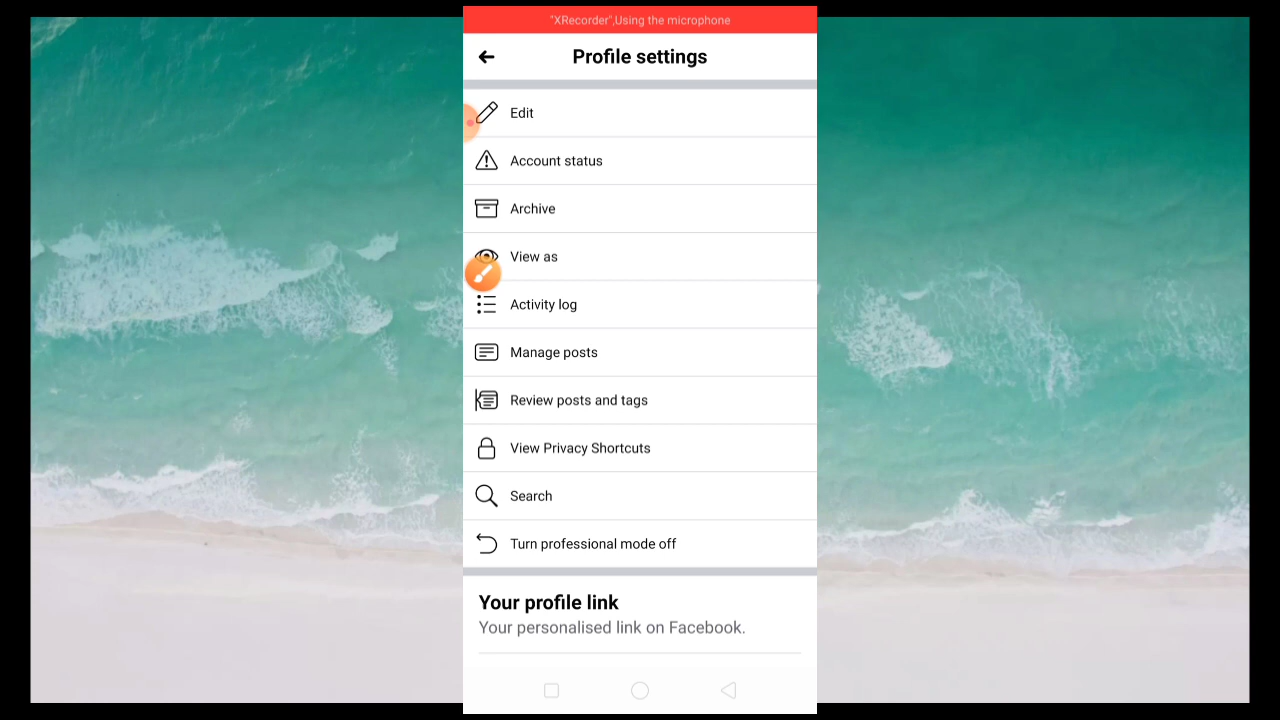 "XRecorder",Using the microphone
Profile settings
Edit
Account status
Archive
View as
Activity log
Manage posts
Review posts and tags
View Privacy Shortcuts
Search
Turn professional mode off
Your profile link
Your personalised link on Facebook.